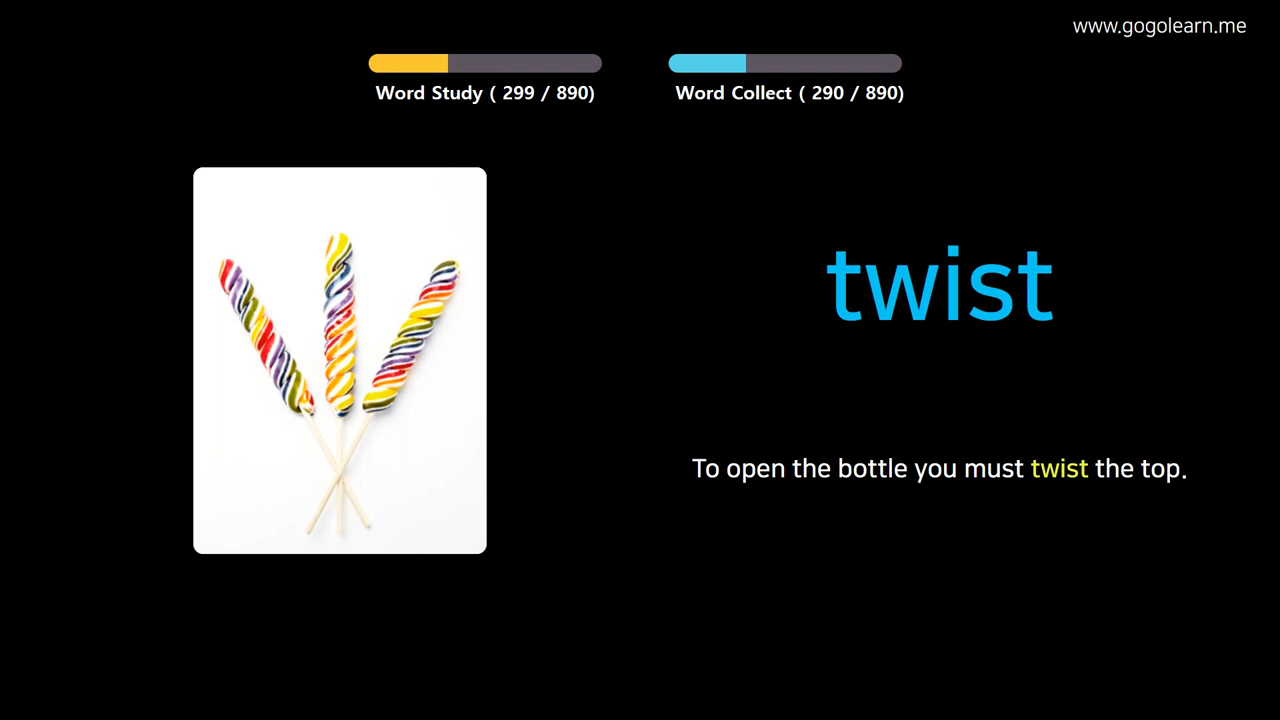 www.gogolearn.me
Word Study ( 299 / 890)
Word Collect ( 290 / 890)
twist
To open the bottle you must twist the top.